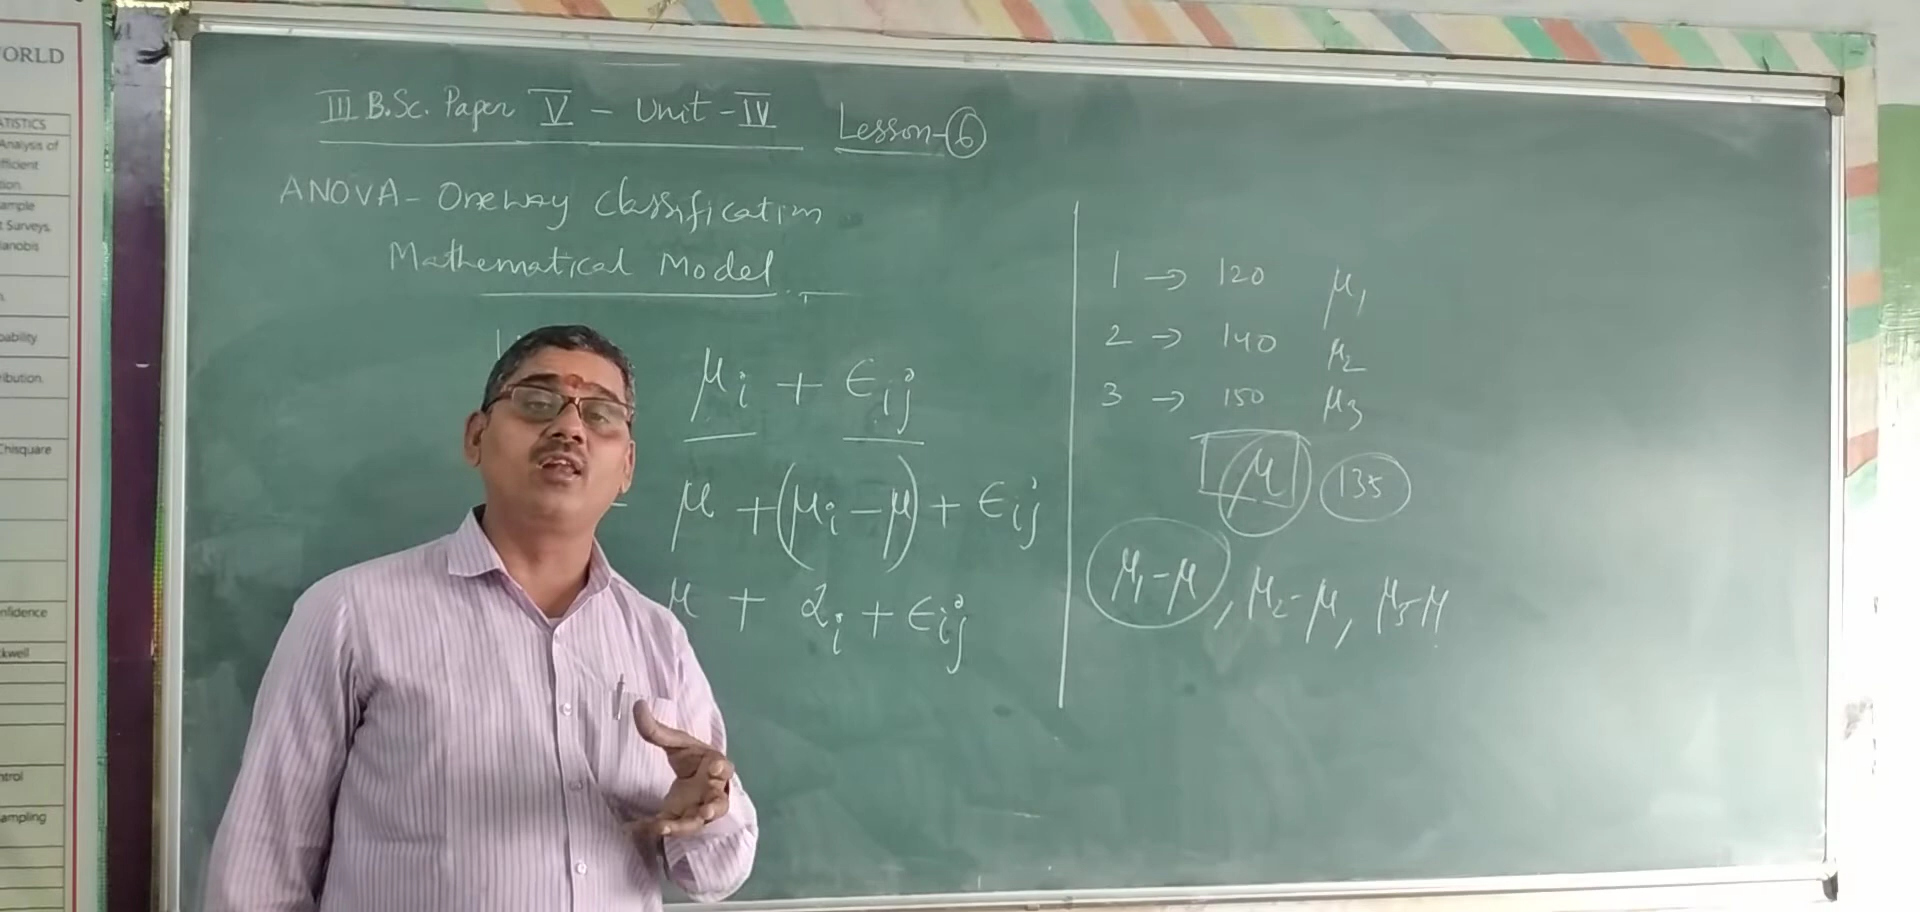 ORLD
ATISTICS
Analysis of
fficient
tion
ample
t Surveys,
lanobis
bability
ribution
Chisquare
nfidence
kwell
ntrol
ampling
III B.Sc. Paper V - Unit - IV Lesson - 6
ANOVA - Oneway Classification
Mathematical Model
μi + ϵij
μ + (μi - μ) + ϵij
μ + αi + ϵij
1 → 120 μ1
2 → 140 μ2
3 → 150 μ3
μ 135
μ1-μ, μ2-μ, μ3-μ